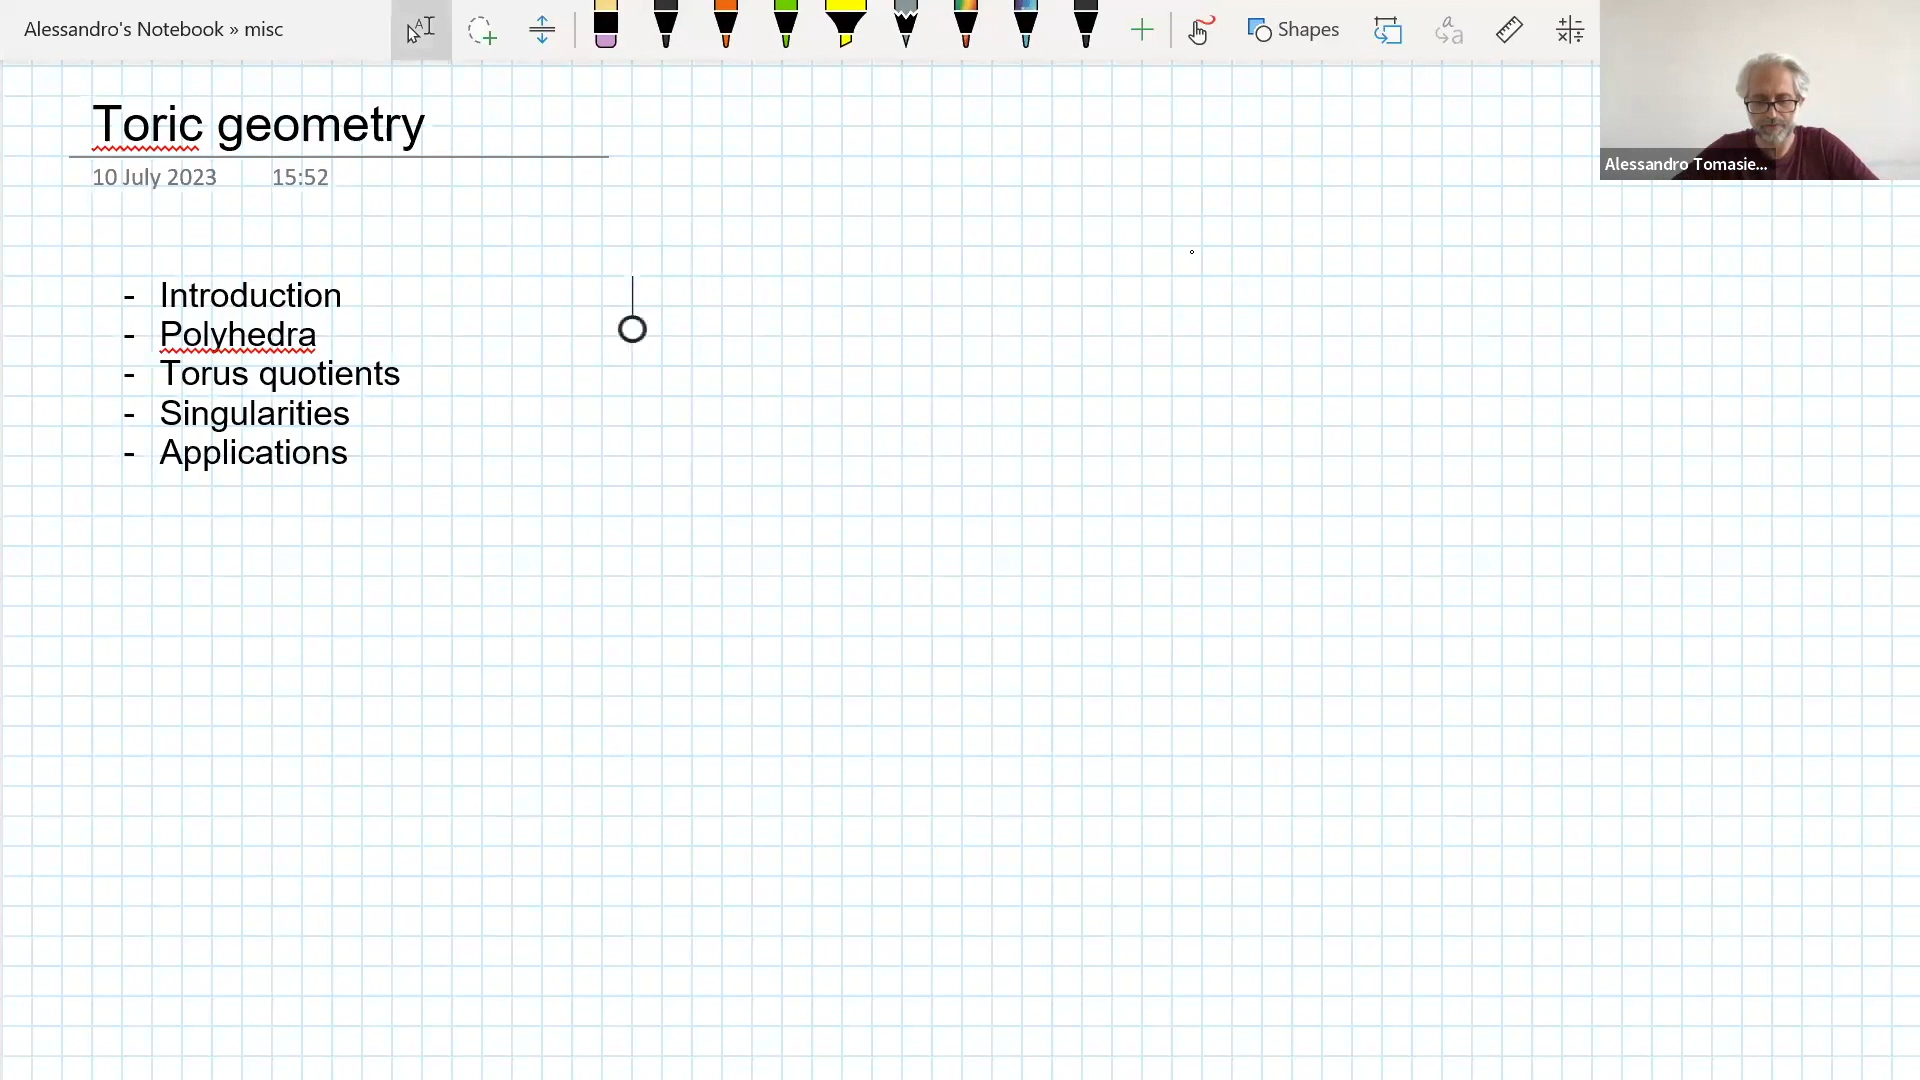 Alessandro's Notebook » misc
Shapes
Alessandro Tomasie...
Toric geometry
10 July 2023 15:52
- Introduction
- Polyhedra
- Torus quotients
- Singularities
- Applications